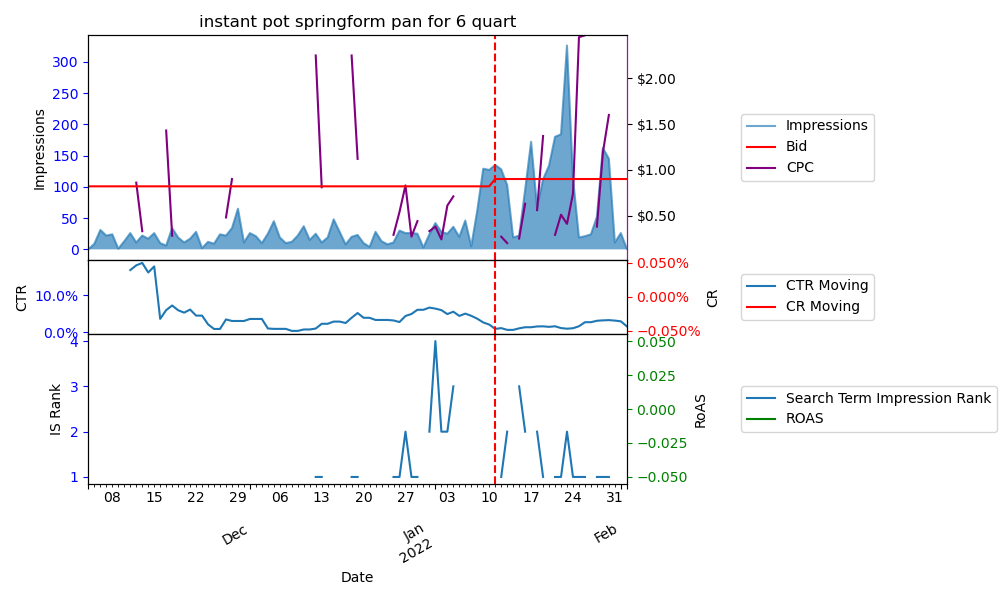 instant pot springform pan for 6 quart
Impressions
300
250
200
150
100
50
0
$2.00
$1.50
$1.00
$0.50
Impressions
Bid
CPC
CTR
10.0%
0.0%
0.050%
0.000%
−0.050%
CR
CTR Moving
CR Moving
IS Rank
4
3
2
1
0.050
0.025
0.000
−0.025
−0.050
RoAS
Search Term Impression Rank
ROAS
08 15 22 29 06 13 20 27 03 10 17 24 31
Dec Jan Feb
2022
Date